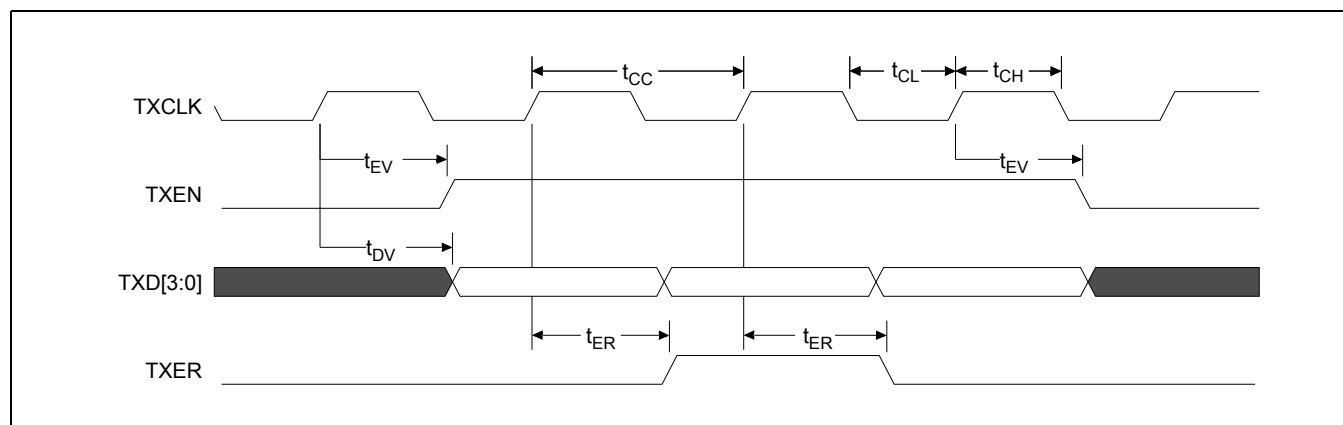 tCC
tCL
tCH
TXCLK
tEV
tEV
TXEN
tDV
TXD[3:0]
tER
tER
TXER